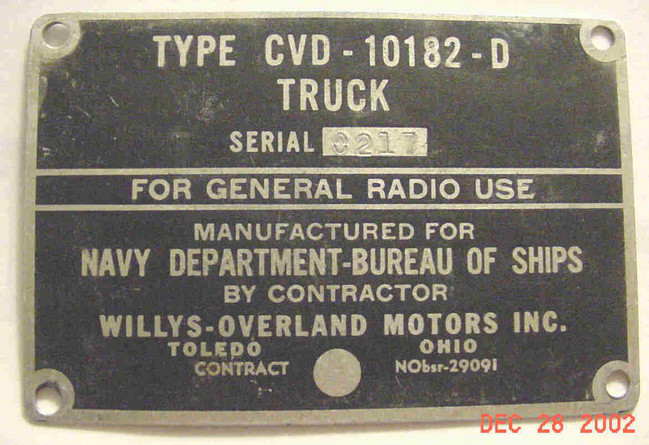 TYPE CVD-10182-D
TRUCK
SERIAL 0217
FOR GENERAL RADIO USE
MANUFACTURED FOR
NAVY DEPARTMENT-BUREAU OF SHIPS
BY CONTRACTOR
WILLYS-OVERLAND MOTORS INC.
TOLEDO OHIO
CONTRACT NObsr-29091
DEC 28 2002